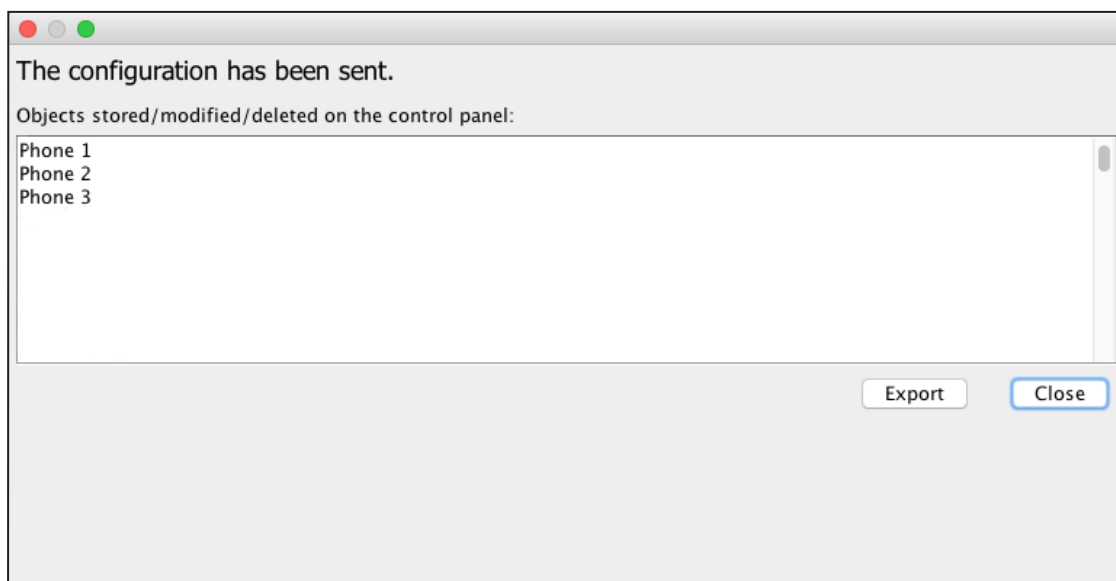 The configuration has been sent.
Objects stored/modified/deleted on the control panel:
Phone 1
Phone 2
Phone 3
Export
Close